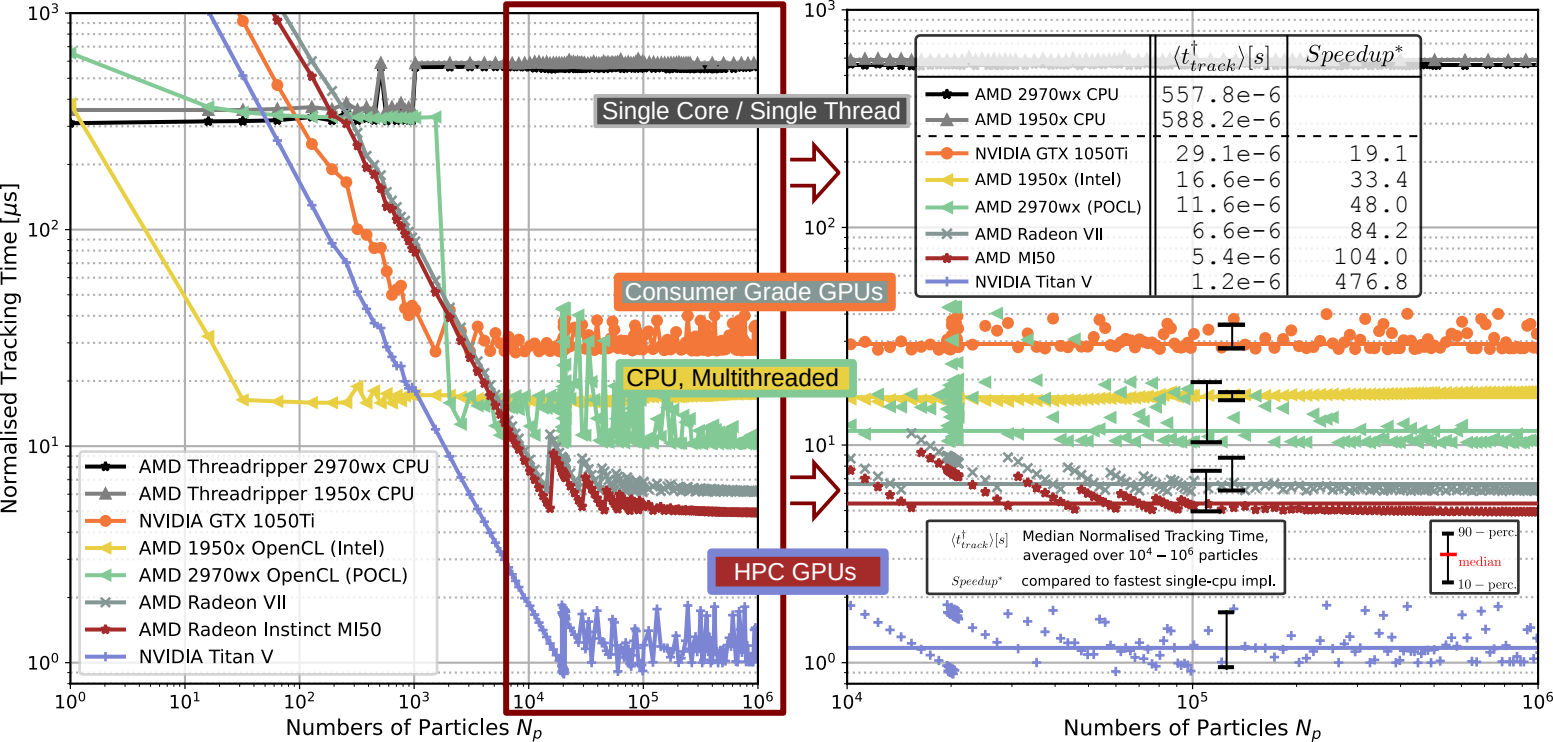 Normalised Tracking Time [μs]
10³
10²
10¹
10⁰
10⁰ 10¹ 10² 10³ 10⁴ 10⁵ 10⁶
Numbers of Particles Nₚ
AMD Threadripper 2970wx CPU
AMD Threadripper 1950x CPU
NVIDIA GTX 1050Ti
AMD 1950x OpenCL (Intel)
AMD 2970wx OpenCL (POCL)
AMD Radeon VII
AMD Radeon Instinct MI50
NVIDIA Titan V
Single Core / Single Thread
Consumer Grade GPUs
CPU, Multithreaded
HPC GPUs
10³
10²
10¹
10⁰
10⁴ 10⁵ 10⁶
Numbers of Particles Nₚ
⟨t†track⟩[s] Speedup*
AMD 2970wx CPU 557.8e-6
AMD 1950x CPU 588.2e-6
NVIDIA GTX 1050Ti 29.1e-6 19.1
AMD 1950x (Intel) 16.6e-6 33.4
AMD 2970wx (POCL) 11.6e-6 48.0
AMD Radeon VII 6.6e-6 84.2
AMD MI50 5.4e-6 104.0
NVIDIA Titan V 1.2e-6 476.8
⟨t†track⟩[s] Median Normalised Tracking Time,
averaged over 10⁴ − 10⁶ particles
Speedup* compared to fastest single-cpu impl.
90 − perc.
median
10 − perc.